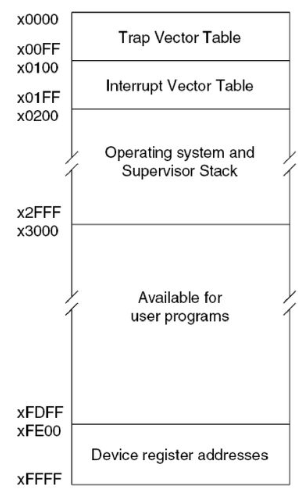 x0000
Trap Vector Table
x00FF
x0100
Interrupt Vector Table
x01FF
x0200
Operating system and
Supervisor Stack
x2FFF
x3000
Available for
user programs
xFDFF
xFE00
Device register addresses
xFFFF